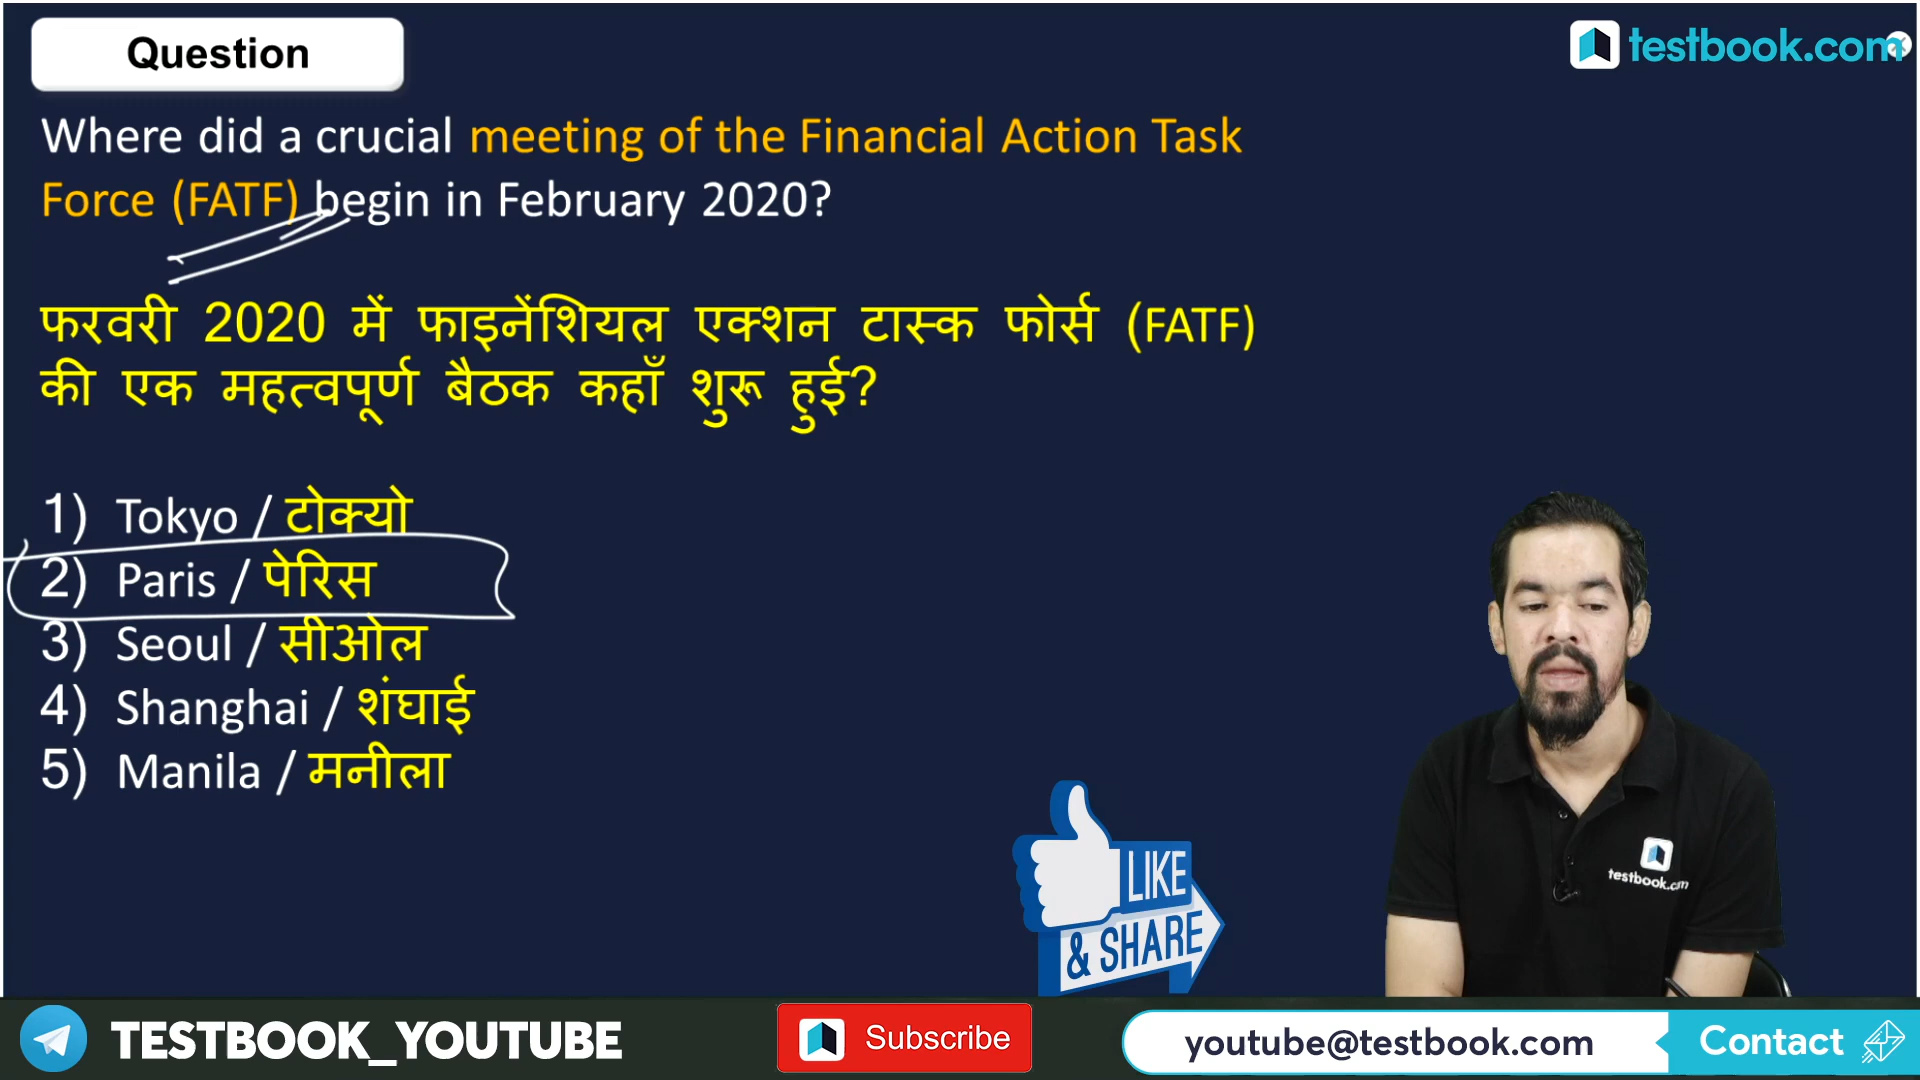 Question
testbook.com
Where did a crucial meeting of the Financial Action Task
Force (FATF) begin in February 2020?
फरवरी 2020 में फाइनेंशियल एक्शन टास्क फोर्स (FATF)
की एक महत्वपूर्ण बैठक कहाँ शुरू हुई?
1) Tokyo / टोक्यो
2) Paris / पेरिस
3) Seoul / सीओल
4) Shanghai / शंघाई
5) Manila / मनीला
LIKE
& SHARE
testbook.com
TESTBOOK_YOUTUBE
Subscribe
youtube@testbook.com
Contact